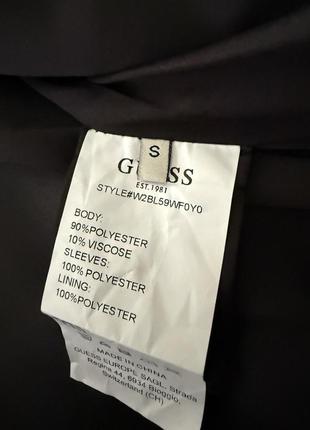 S
GUESS
EST.1981
STYLE#W2BL59WF0Y0
BODY:
90%POLYESTER
10% VISCOSE
SLEEVES:
100% POLYESTER
LINING:
100%POLYESTER
MADE IN CHINA
GUESS EUROPE SAGL. Strada
Regina 44, 6934 Bioggio,
Switzerland (CH)